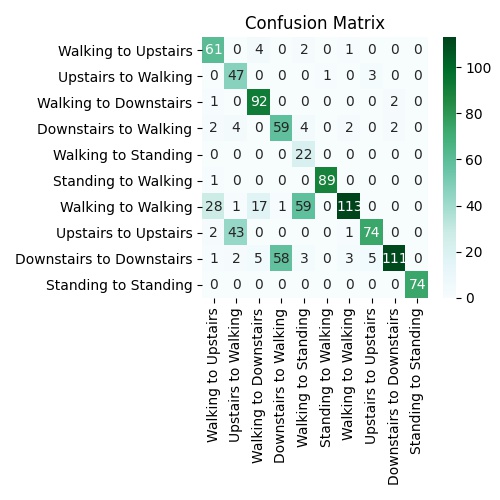 Confusion Matrix
Walking to Upstairs 61 0 4 0 2 0 1 0 0 0
Upstairs to Walking 0 47 0 0 0 1 0 3 0 0
Walking to Downstairs 1 0 92 0 0 0 0 0 2 0
Downstairs to Walking 2 4 0 59 4 0 2 0 2 0
Walking to Standing 0 0 0 0 22 0 0 0 0 0
Standing to Walking 1 0 0 0 0 89 0 0 0 0
Walking to Walking 28 1 17 1 59 0 113 0 0 0
Upstairs to Upstairs 2 43 0 0 0 0 1 74 0 0
Downstairs to Downstairs 1 2 5 58 3 0 3 5 111 0
Standing to Standing 0 0 0 0 0 0 0 0 0 74
Walking to Upstairs
Upstairs to Walking
Walking to Downstairs
Downstairs to Walking
Walking to Standing
Standing to Walking
Walking to Walking
Upstairs to Upstairs
Downstairs to Downstairs
Standing to Standing
100
80
60
40
20
0